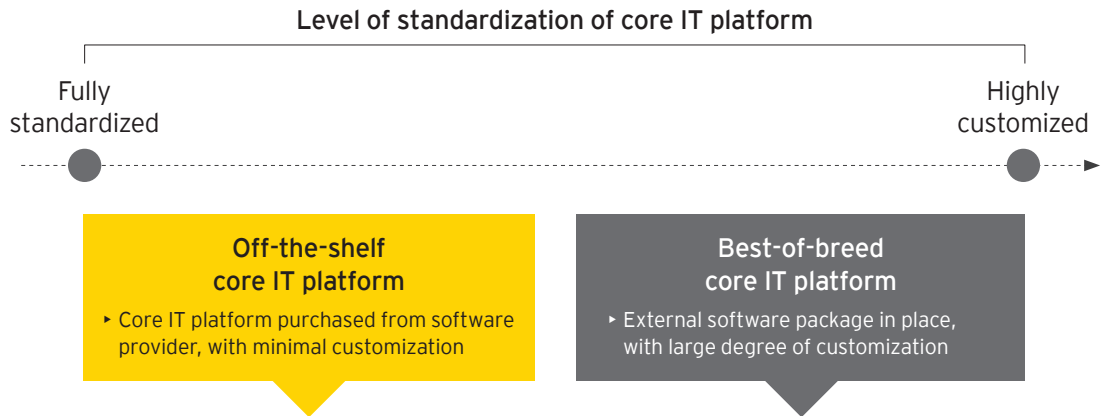 Level of standardization of core IT platform
Fully
standardized
Highly
customized
Off-the-shelf
core IT platform
‣ Core IT platform purchased from software
provider, with minimal customization
Best-of-breed
core IT platform
‣ External software package in place,
with large degree of customization